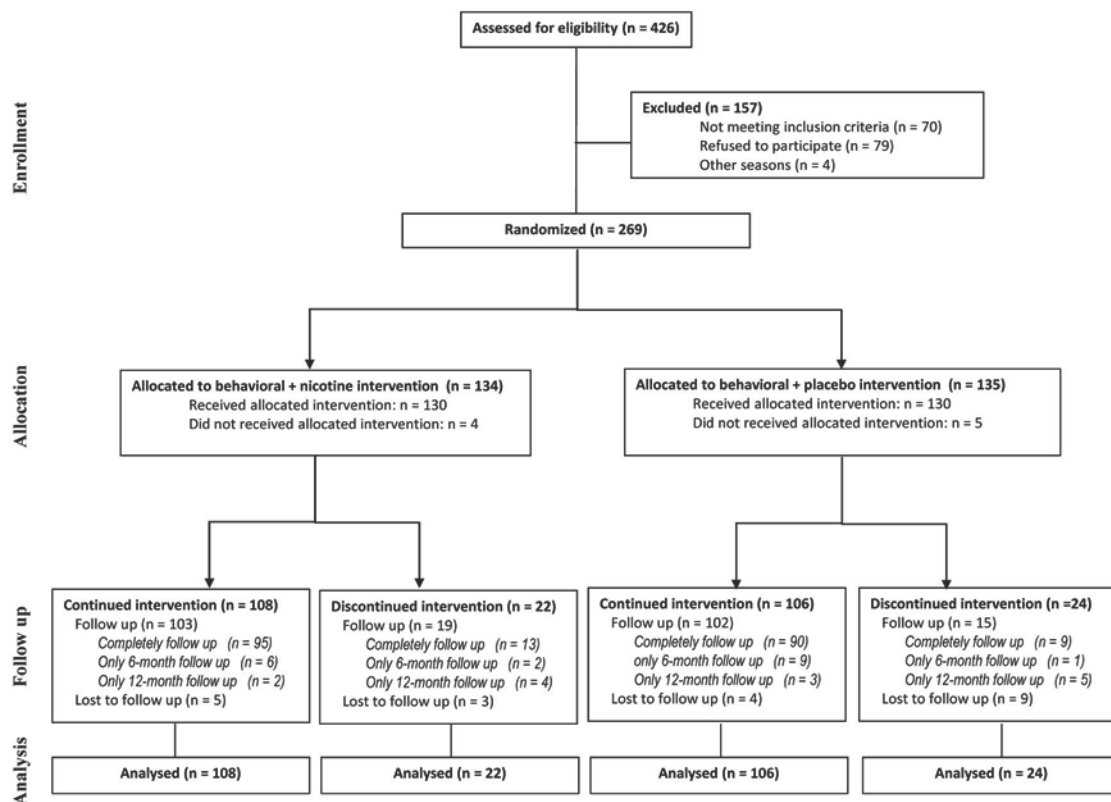 Assessed for eligibility (n = 426)
Enrollment
Excluded (n = 157)
Not meeting inclusion criteria (n = 70)
Refused to participate (n = 79)
Other seasons (n = 4)
Randomized (n = 269)
Allocation
Allocated to behavioral + nicotine intervention (n = 134)
Received allocated intervention: n = 130
Did not received allocated intervention: n = 4
Allocated to behavioral + placebo intervention (n = 135)
Received allocated intervention: n = 130
Did not received allocated intervention: n = 5
Follow up
Continued intervention (n = 108)
Follow up (n = 103)
Completely follow up (n = 95)
Only 6-month follow up (n = 6)
Only 12-month follow up (n = 2)
Lost to follow up (n = 5)
Discontinued intervention (n = 22)
Follow up (n = 19)
Completely follow up (n = 13)
Only 6-month follow up (n = 2)
Only 12-month follow up (n = 4)
Lost to follow up (n = 3)
Continued intervention (n = 106)
Follow up (n = 102)
Completely follow up (n = 90)
only 6-month follow up (n = 9)
Only 12-month follow up (n = 3)
Lost to follow up (n = 4)
Discontinued intervention (n =24)
Follow up (n = 15)
Completely follow up (n = 9)
Only 6-month follow up (n = 1)
Only 12-month follow up (n = 5)
Lost to follow up (n = 9)
Analysis
Analysed (n = 108)
Analysed (n = 22)
Analysed (n = 106)
Analysed (n = 24)